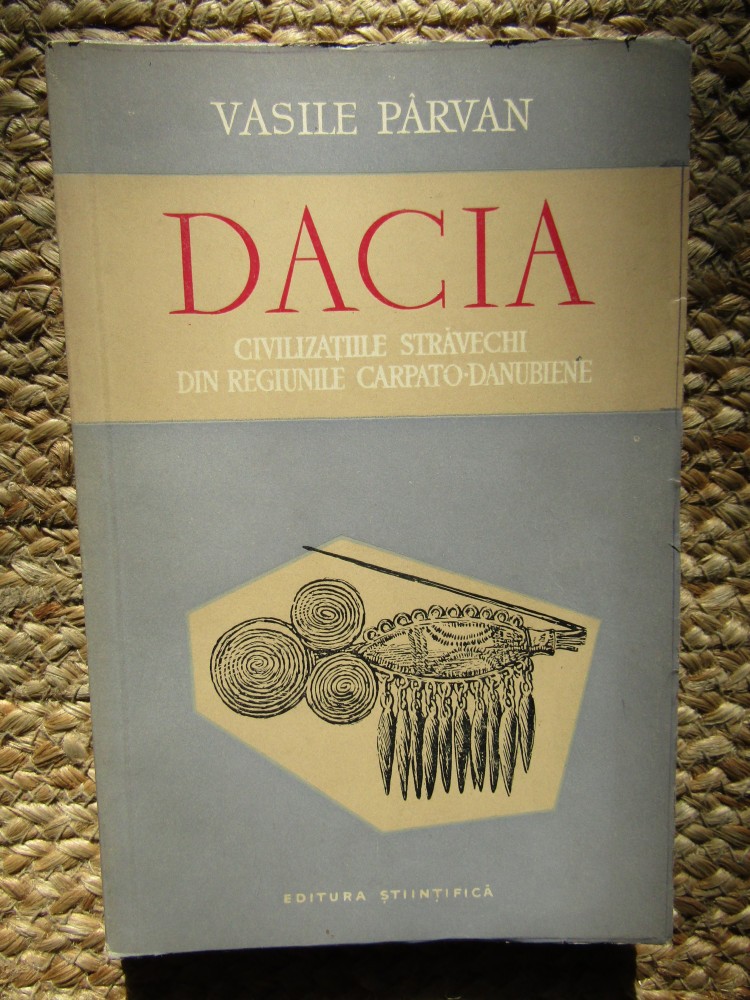 VASILE PÂRVAN
DACIA
CIVILIZAȚIILE STRĂVECHI
DIN REGIUNILE CARPATO-DANUBIENE
EDITURA ȘTIINȚIFICĂ